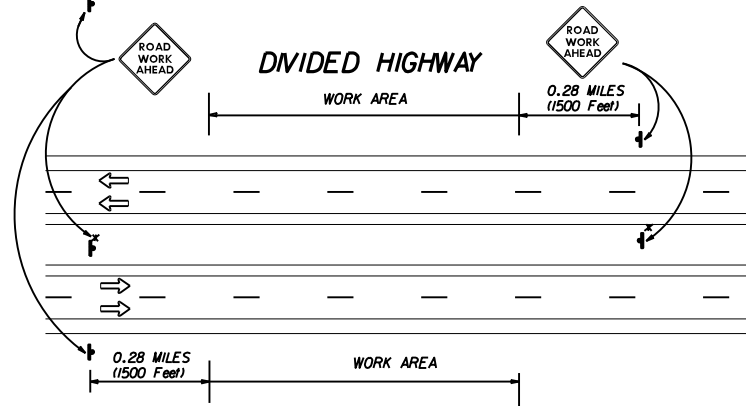 ROAD
WORK
AHEAD
DIVIDED HIGHWAY
ROAD
WORK
AHEAD
WORK AREA
0.28 MILES
(1500 Feet)
x
x
0.28 MILES
(1500 Feet)
WORK AREA